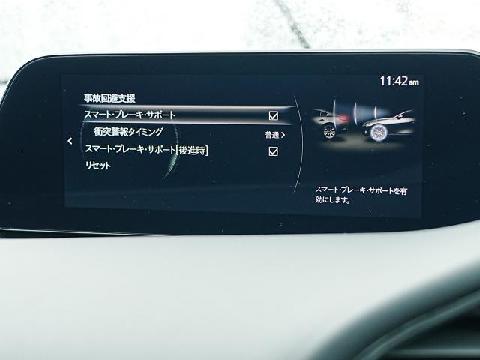 11:42am
事故回避支援
スマート・ブレーキ・サポート
衝突警報タイミング
普通
スマート・ブレーキ・サポート[後進時]
リセット
スマート・ブレーキ・サポートを有
効にします。